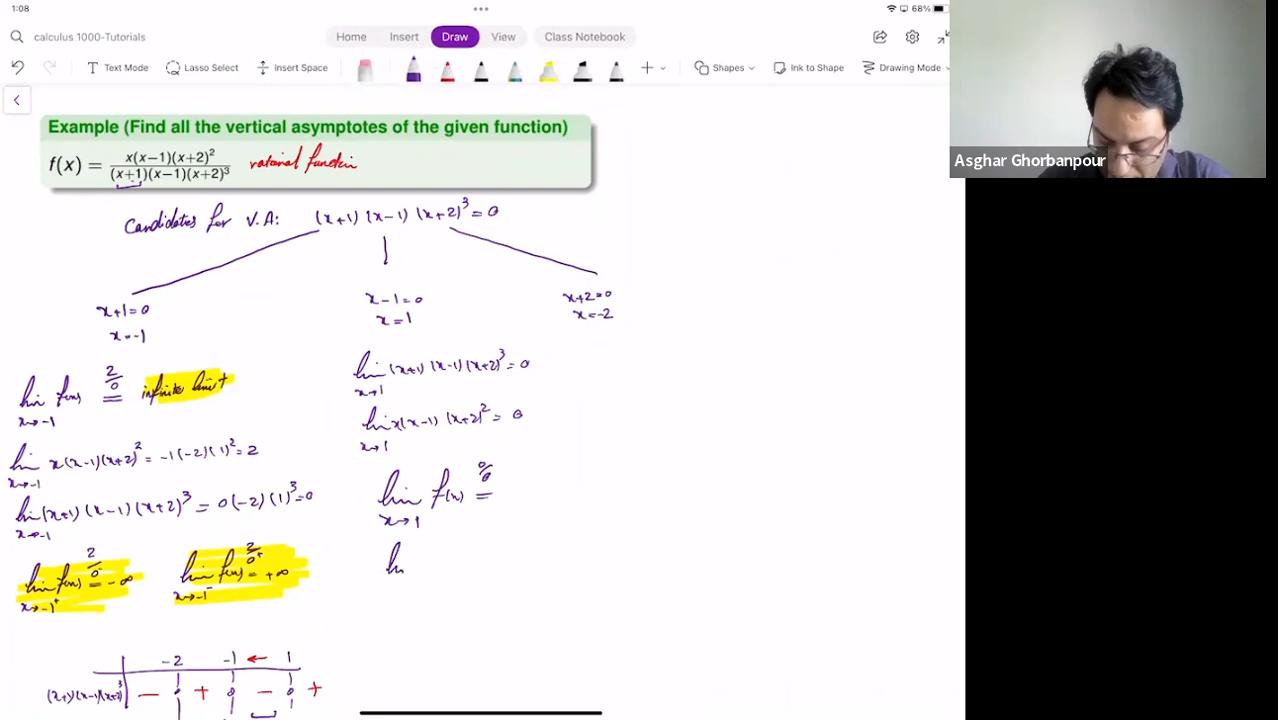 1:08
68%
calculus 1000-Tutorials
Home Insert Draw View Class Notebook
Text Mode Lasso Select Insert Space Shapes Ink to Shape Drawing Mode
Asghar Ghorbanpour
Example (Find all the vertical asymptotes of the given function)
f(x) = x(x−1)(x+2)² / (x+1)(x−1)(x+2)³ rational function
Candidates for V.A: (x+1) (x−1) (x+2)³ = 0
x+1=0
x=-1
x-1=0
x=1
x+2=0
x=-2
lim x→-1 f(x) 2/0 = infinite limit
lim x→-1 x(x-1)(x+2)² = -1(-2)(1)² = 2
lim x→-1 (x+1)(x-1)(x+2)³ = 0(-2)(1)³=0
lim x→-1⁺ f(x) 2/0⁻ = -∞
lim x→-1⁻ f(x) 2/0⁺ = +∞
lim x→1 (x+1)(x-1)(x+2)³ = 0
lim x→1 x(x-1)(x+2)² = 0
lim x→1 f(x) 0/0 =
li
-2 -1 ← 1
(x+1)(x-1)(x+2)³ − 0 + 0 − 0 +